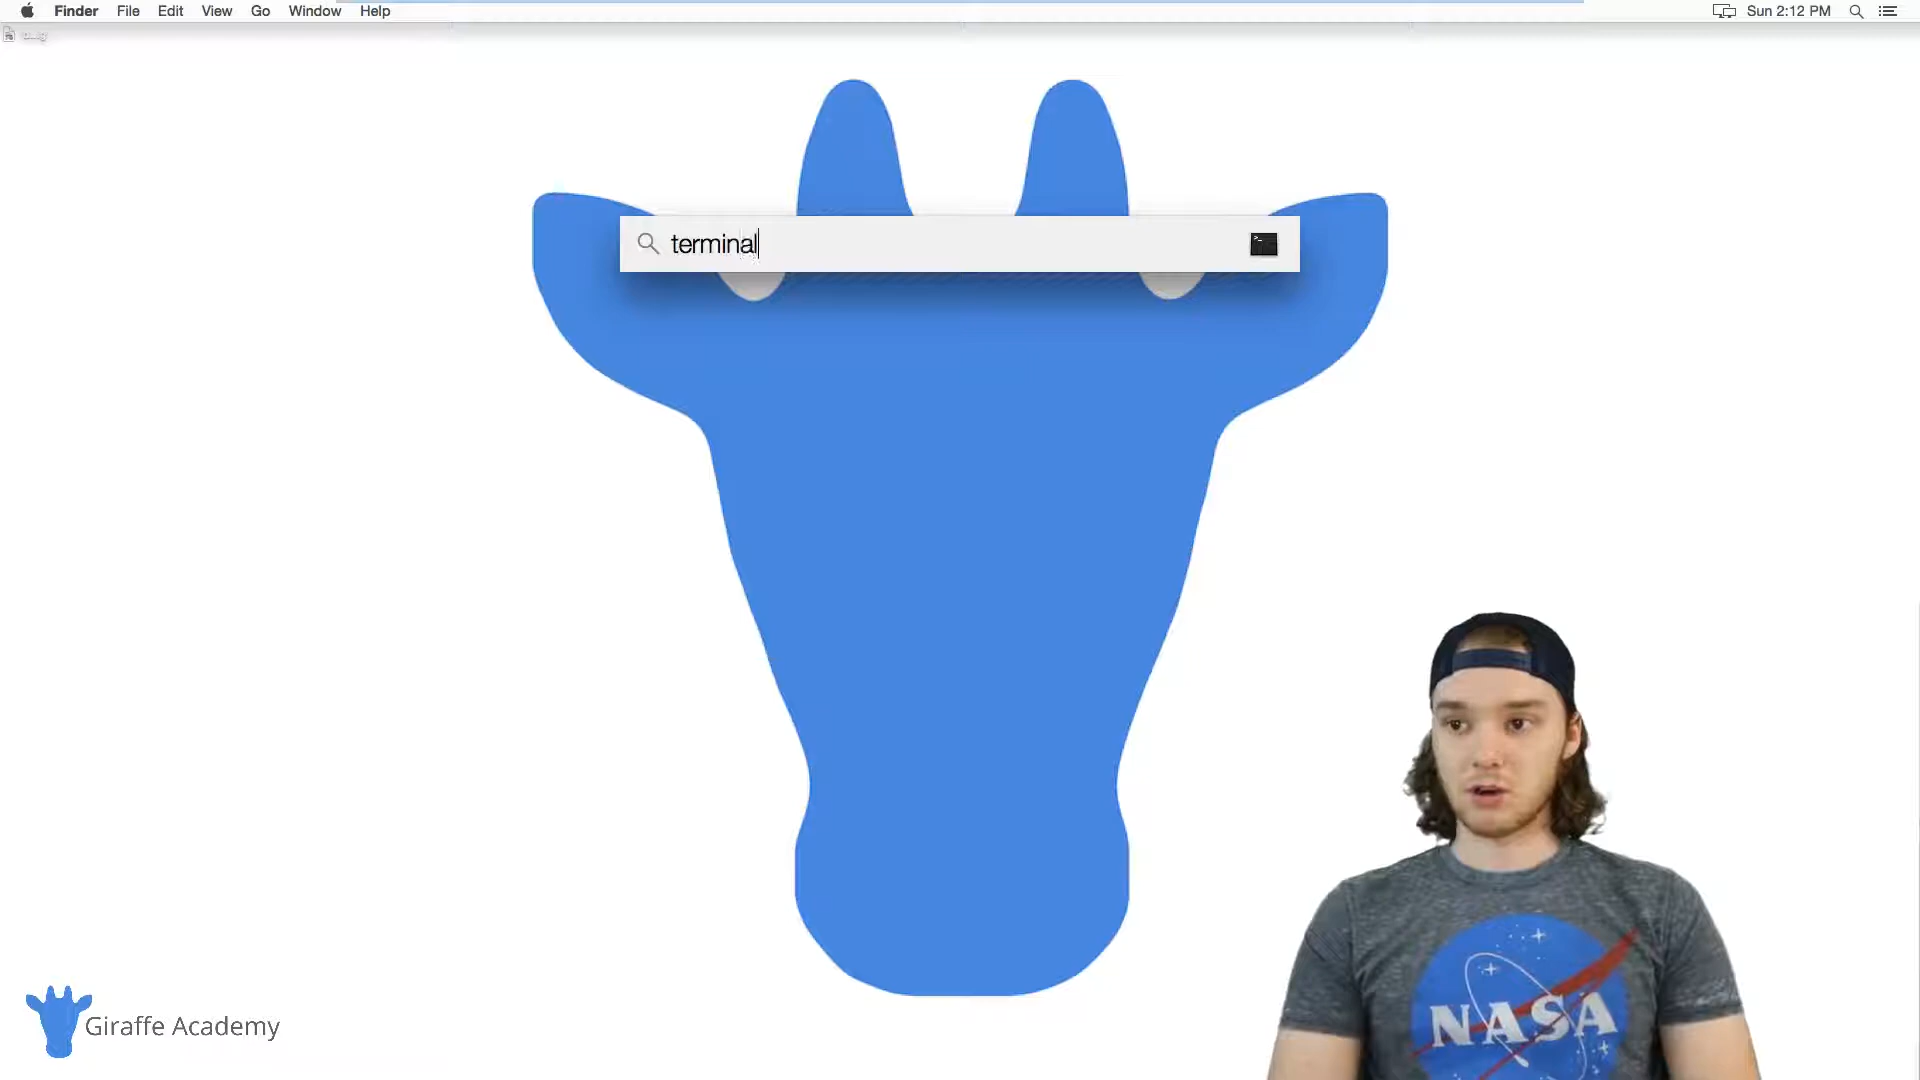 Finder File Edit View Go Window Help
Sun 2:12 PM
terminal
NASA
Giraffe Academy